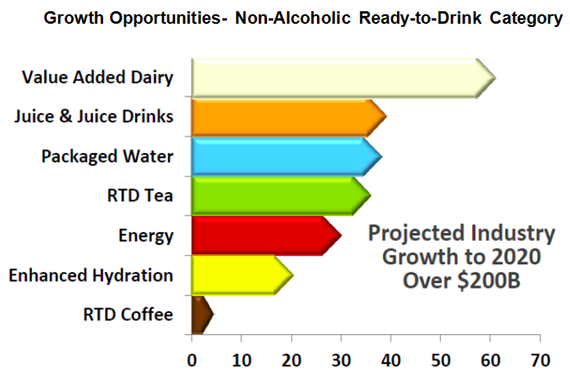 Growth Opportunities- Non-Alcoholic Ready-to-Drink Category
Value Added Dairy
Juice & Juice Drinks
Packaged Water
RTD Tea
Energy
Enhanced Hydration
RTD Coffee
Projected Industry
Growth to 2020
Over $200B
0 10 20 30 40 50 60 70